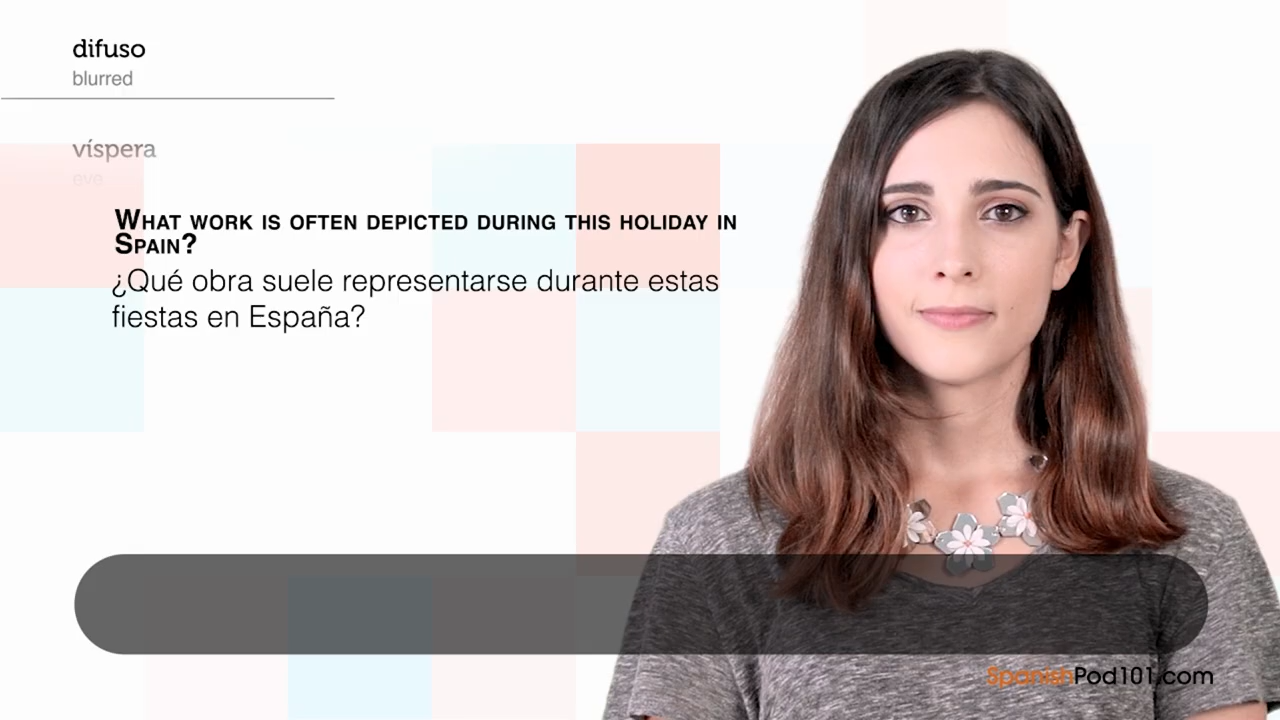 difuso
blurred
víspera
eve
WHAT WORK IS OFTEN DEPICTED DURING THIS HOLIDAY IN
SPAIN?
¿Qué obra suele representarse durante estas
fiestas en España?
SpanishPod101.com